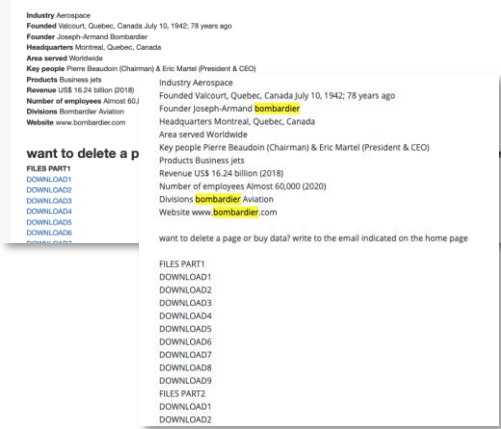 Industry Aerospace
Founded Valcourt, Quebec, Canada July 10, 1942; 78 years ago
Founder Joseph-Armand Bombardier
Headquarters Montreal, Quebec, Canada
Area served Worldwide
Key people Pierre Beaudoin (Chairman) & Eric Martel (President & CEO)
Products Business jets
Revenue US$ 16.24 billion (2018)
Number of employees Almost 60,
Divisions Bombardier Aviation
Website www.bombardier.com
want to delete a p
FILES PART1
DOWNLOAD1
DOWNLOAD2
DOWNLOAD3
DOWNLOAD4
DOWNLOAD5
DOWNLOAD6
Industry Aerospace
Founded Valcourt, Quebec, Canada July 10, 1942; 78 years ago
Founder Joseph-Armand bombardier
Headquarters Montreal, Quebec, Canada
Area served Worldwide
Key people Pierre Beaudoin (Chairman) & Eric Martel (President & CEO)
Products Business jets
Revenue US$ 16.24 billion (2018)
Number of employees Almost 60,000 (2020)
Divisions bombardier Aviation
Website www.bombardier.com
want to delete a page or buy data? write to the email indicated on the home page
FILES PART1
DOWNLOAD1
DOWNLOAD2
DOWNLOAD3
DOWNLOAD4
DOWNLOAD5
DOWNLOAD6
DOWNLOAD7
DOWNLOAD8
DOWNLOAD9
FILES PART2
DOWNLOAD1
DOWNLOAD2